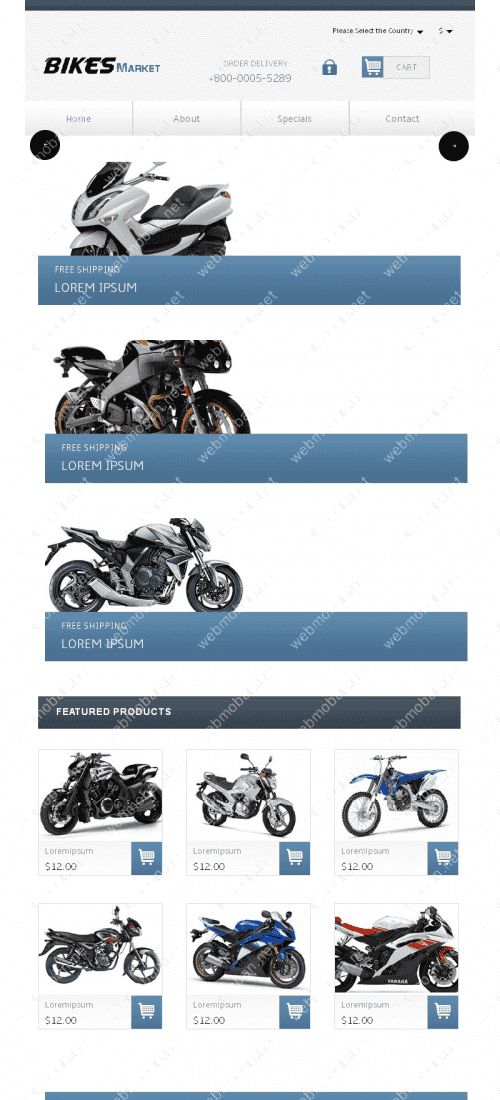 Please Select the Country
$
BIKES MARKET
ORDER DELIVERY:
+800-0005-5289
CART
Home
About
Specials
Contact
FREE SHIPPING
LOREM IPSUM
FREE SHIPPING
LOREM IPSUM
FREE SHIPPING
LOREM IPSUM
FEATURED PRODUCTS
Loremipsum
$12.00
Loremipsum
$12.00
Loremipsum
$12.00
Loremipsum
$12.00
Loremipsum
$12.00
YAMAHA
Loremipsum
$12.00